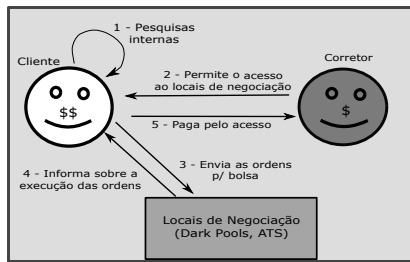 1 - Pesquisas
internas
Cliente
Corretor
2 - Permite o acesso
ao locais de negociação
$$
$
5 - Paga pelo acesso
3 - Envia as ordens
p/ bolsa
4 - Informa sobre a
execução das ordens
Locais de Negociação
(Dark Pools, ATS)